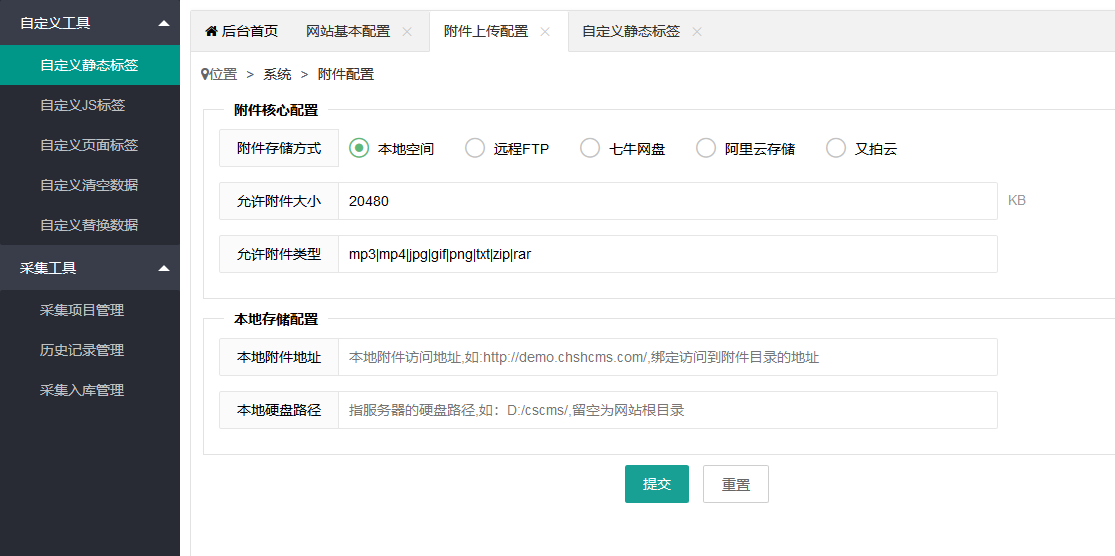 自定义工具
自定义静态标签
自定义JS标签
自定义页面标签
自定义清空数据
自定义替换数据
采集工具
采集项目管理
历史记录管理
采集入库管理
后台首页 网站基本配置 附件上传配置 自定义静态标签
位置 > 系统 > 附件配置
附件核心配置
附件存储方式 本地空间 远程FTP 七牛网盘 阿里云存储 又拍云
允许附件大小 20480 KB
允许附件类型 mp3|mp4|jpg|gif|png|txt|zip|rar
本地存储配置
本地附件地址 本地附件访问地址,如:http://demo.chshcms.com/,绑定访问到附件目录的地址
本地硬盘路径 指服务器的硬盘路径,如：D:/cscms/,留空为网站根目录
提交 重置